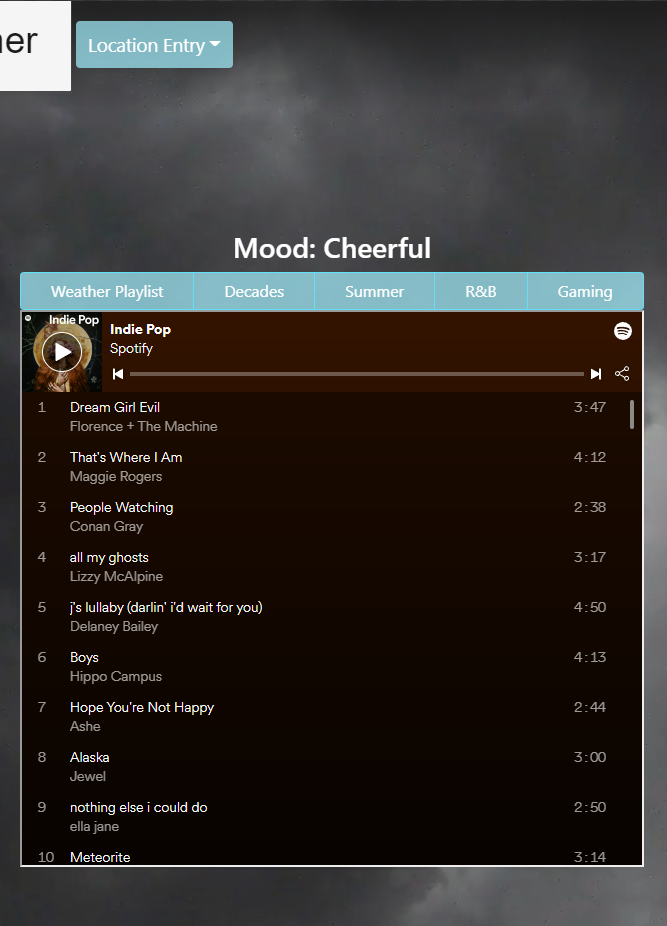 her
Location Entry
Mood: Cheerful
Weather Playlist Decades Summer R&B Gaming
Indie Pop
Indie Pop
Spotify
1 Dream Girl Evil 3:47
Florence + The Machine
2 That's Where I Am 4:12
Maggie Rogers
3 People Watching 2:38
Conan Gray
4 all my ghosts 3:17
Lizzy McAlpine
5 j's lullaby (darlin' i'd wait for you) 4:50
Delaney Bailey
6 Boys 4:13
Hippo Campus
7 Hope You're Not Happy 2:44
Ashe
8 Alaska 3:00
Jewel
9 nothing else i could do 2:50
ella jane
10 Meteorite 3:14